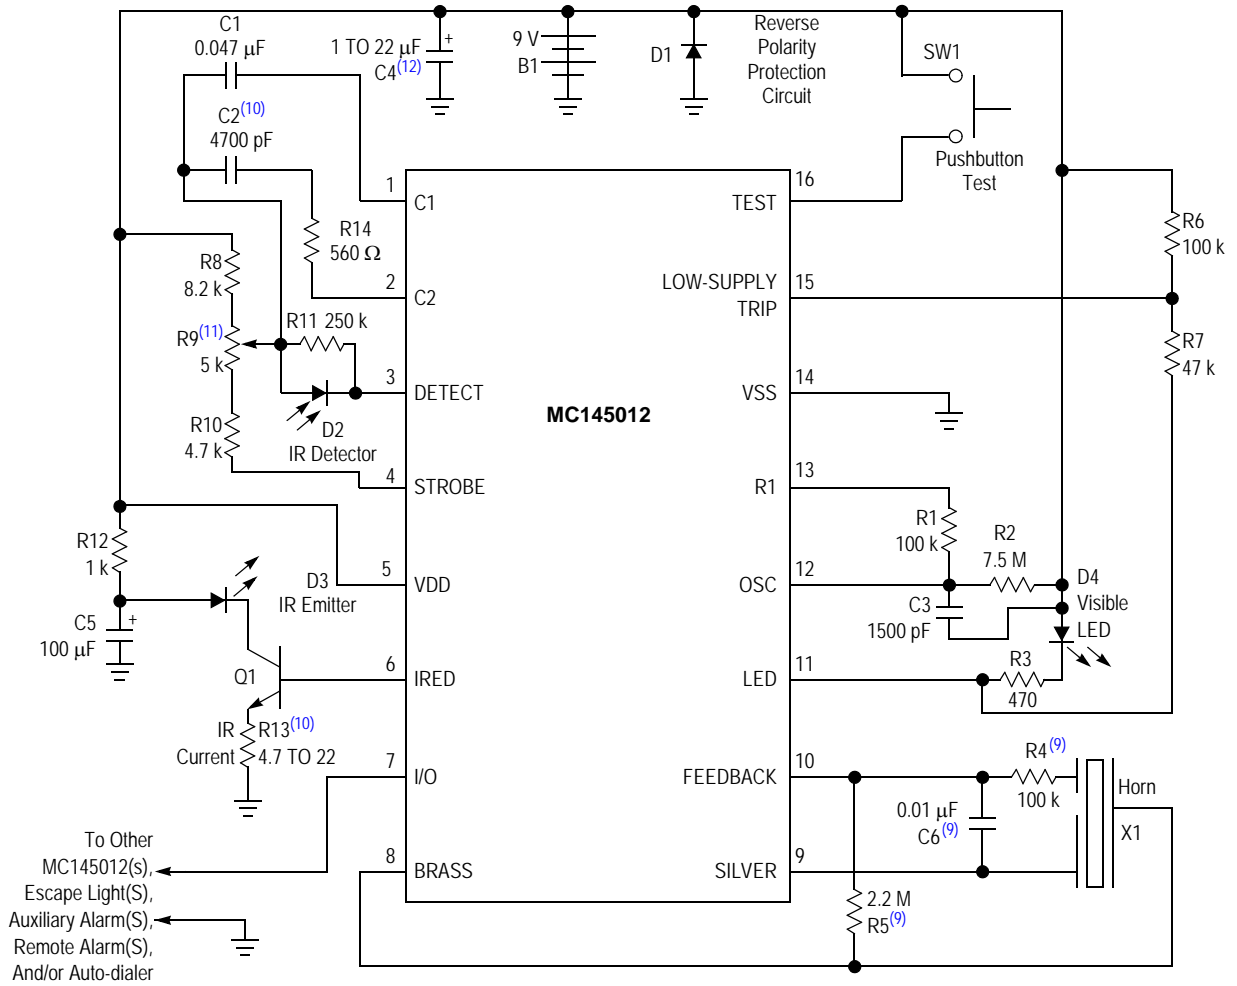 C1
0.047 µF
1 TO 22 µF
+
C4(12)
9 V
B1
D1
Reverse
Polarity
Protection
Circuit
SW1
Pushbutton
Test
C2(10)
4700 pF
R14
560 Ω
R8
8.2 k
R9(11)
5 k
R10
4.7 k
R11 250 k
D2
IR Detector
1
C1
2
C2
3
DETECT
4
STROBE
5
VDD
6
IRED
7
I/O
8
BRASS
MC145012
16
TEST
15
LOW-SUPPLY
TRIP
14
VSS
13
R1
12
OSC
11
LED
10
FEEDBACK
9
SILVER
R6
100 k
R7
47 k
R1
100 k
R2
7.5 M
C3
1500 pF
D4
Visible
LED
R3
470
R12
1 k
C5
+
100 µF
D3
IR Emitter
Q1
IR
Current
R13(10)
4.7 TO 22
R4(9)
100 k
Horn
X1
0.01 µF
C6(9)
2.2 M
R5(9)
To Other
MC145012(s),
Escape Light(S),
Auxiliary Alarm(S),
Remote Alarm(S),
And/or Auto-dialer